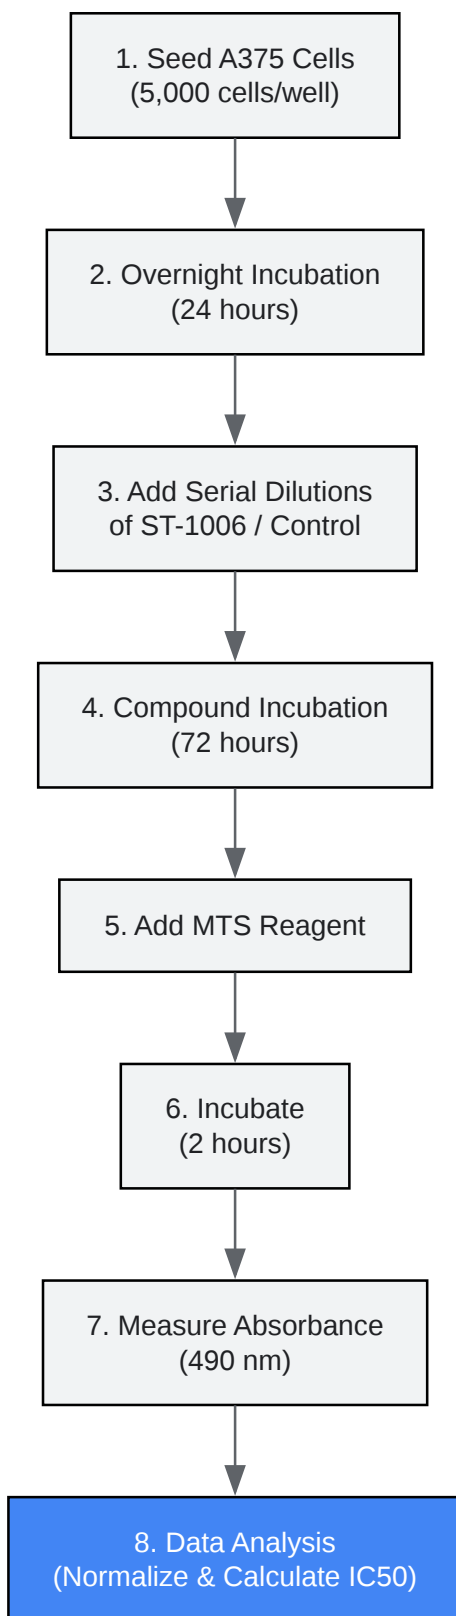 1. Seed A375 Cells
(5,000 cells/well)
2. Overnight Incubation
(24 hours)
3. Add Serial Dilutions
of ST-1006 / Control
4. Compound Incubation
(72 hours)
5. Add MTS Reagent
6. Incubate
(2 hours)
7. Measure Absorbance
(490 nm)
8. Data Analysis
(Normalize & Calculate IC50)